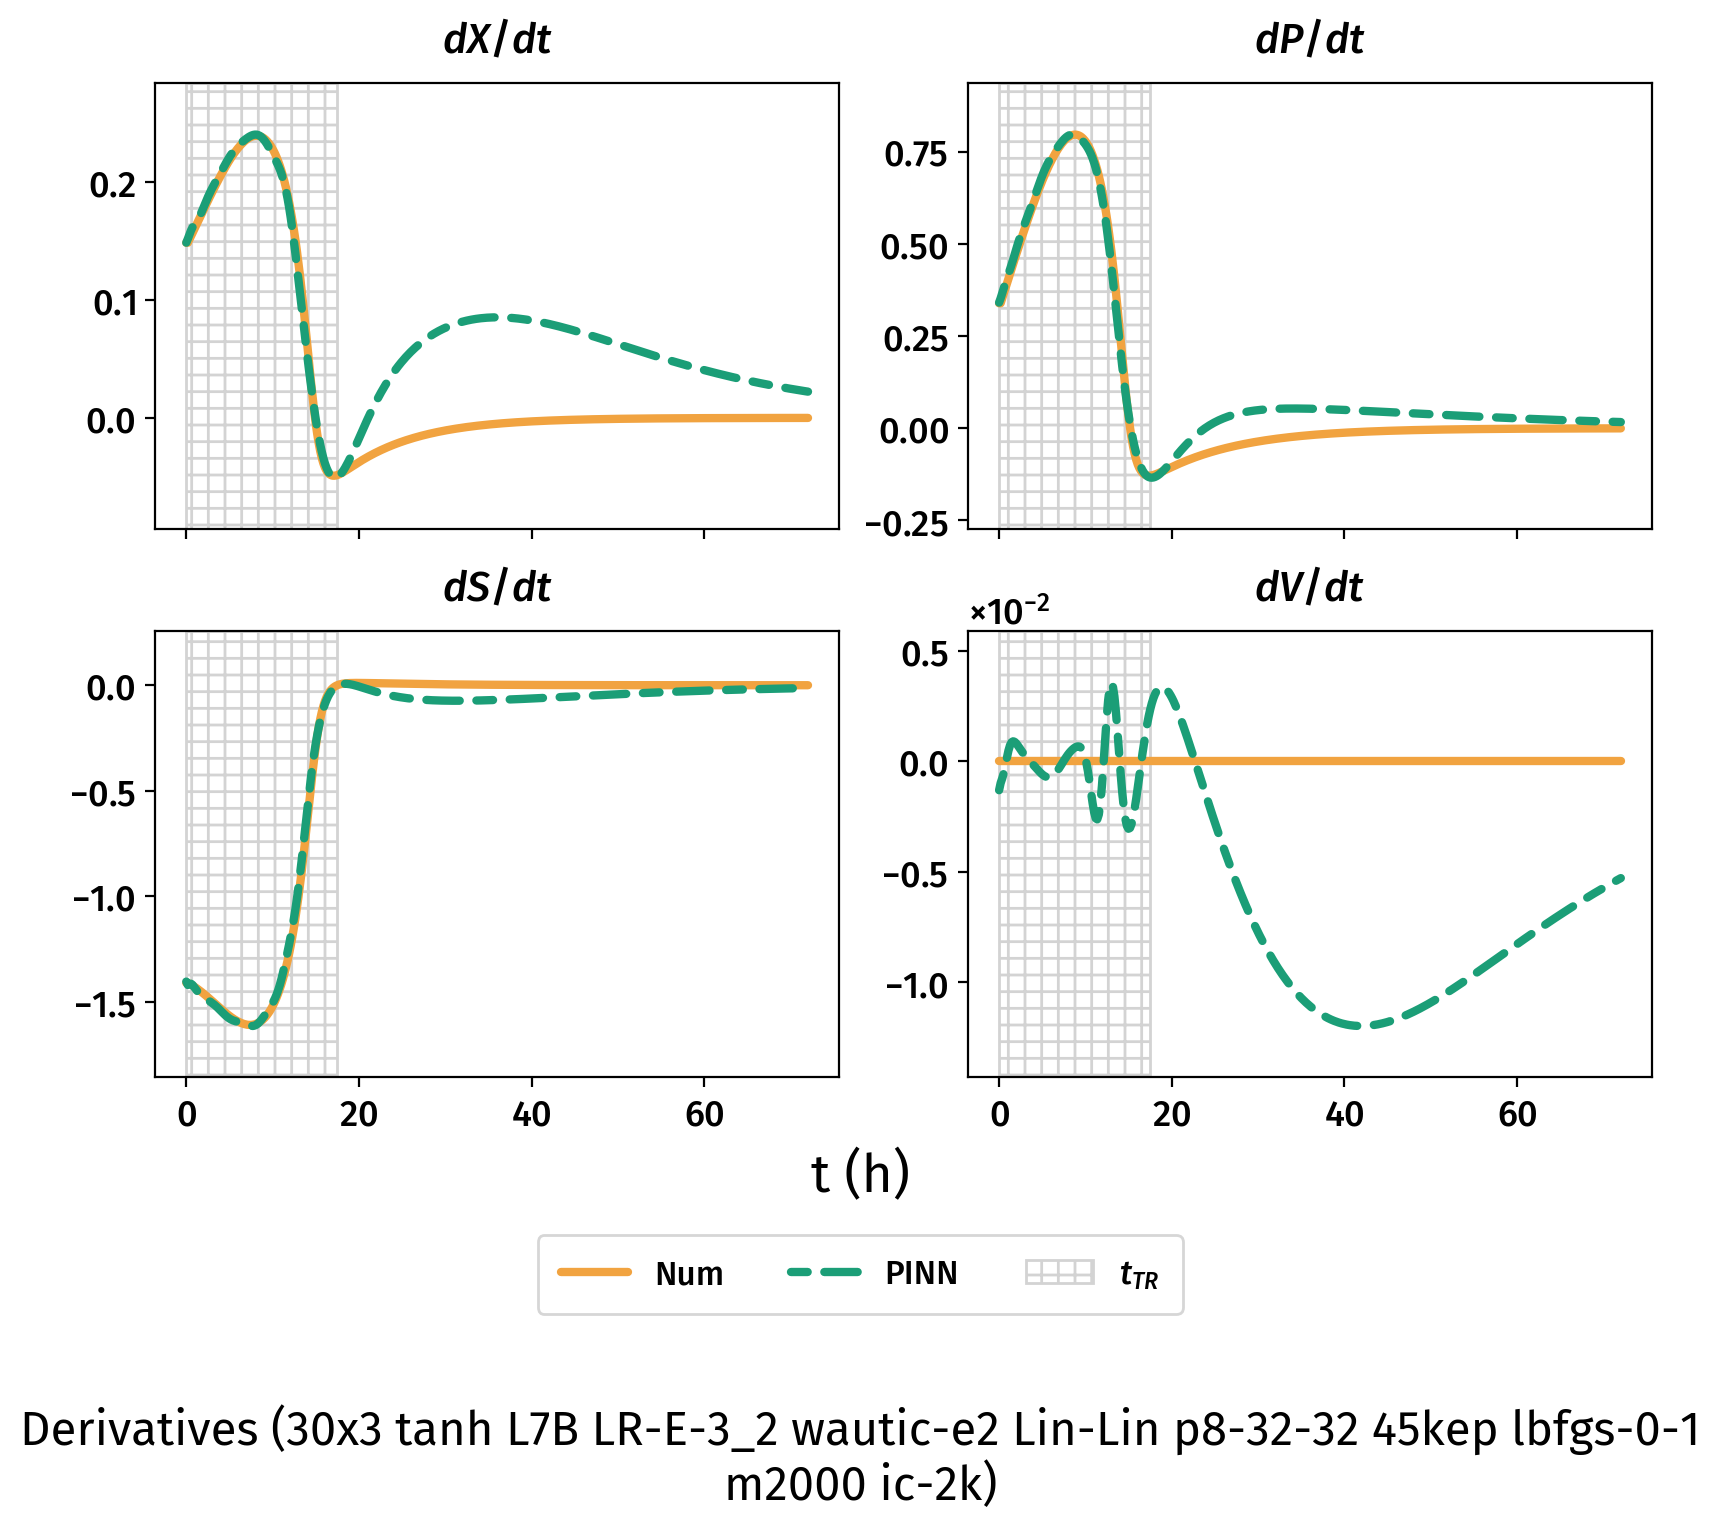 dX/dt
dP/dt
0.2
0.1
0.0
0.75
0.50
0.25
0.00
−0.25
dS/dt
dV/dt
×10⁻²
0.0
−0.5
−1.0
−1.5
0.5
0.0
−0.5
−1.0
0 20 40 60
0 20 40 60
t (h)
Num PINN t_TR
Derivatives (30x3 tanh L7B LR-E-3_2 wautic-e2 Lin-Lin p8-32-32 45kep lbfgs-0-1
m2000 ic-2k)